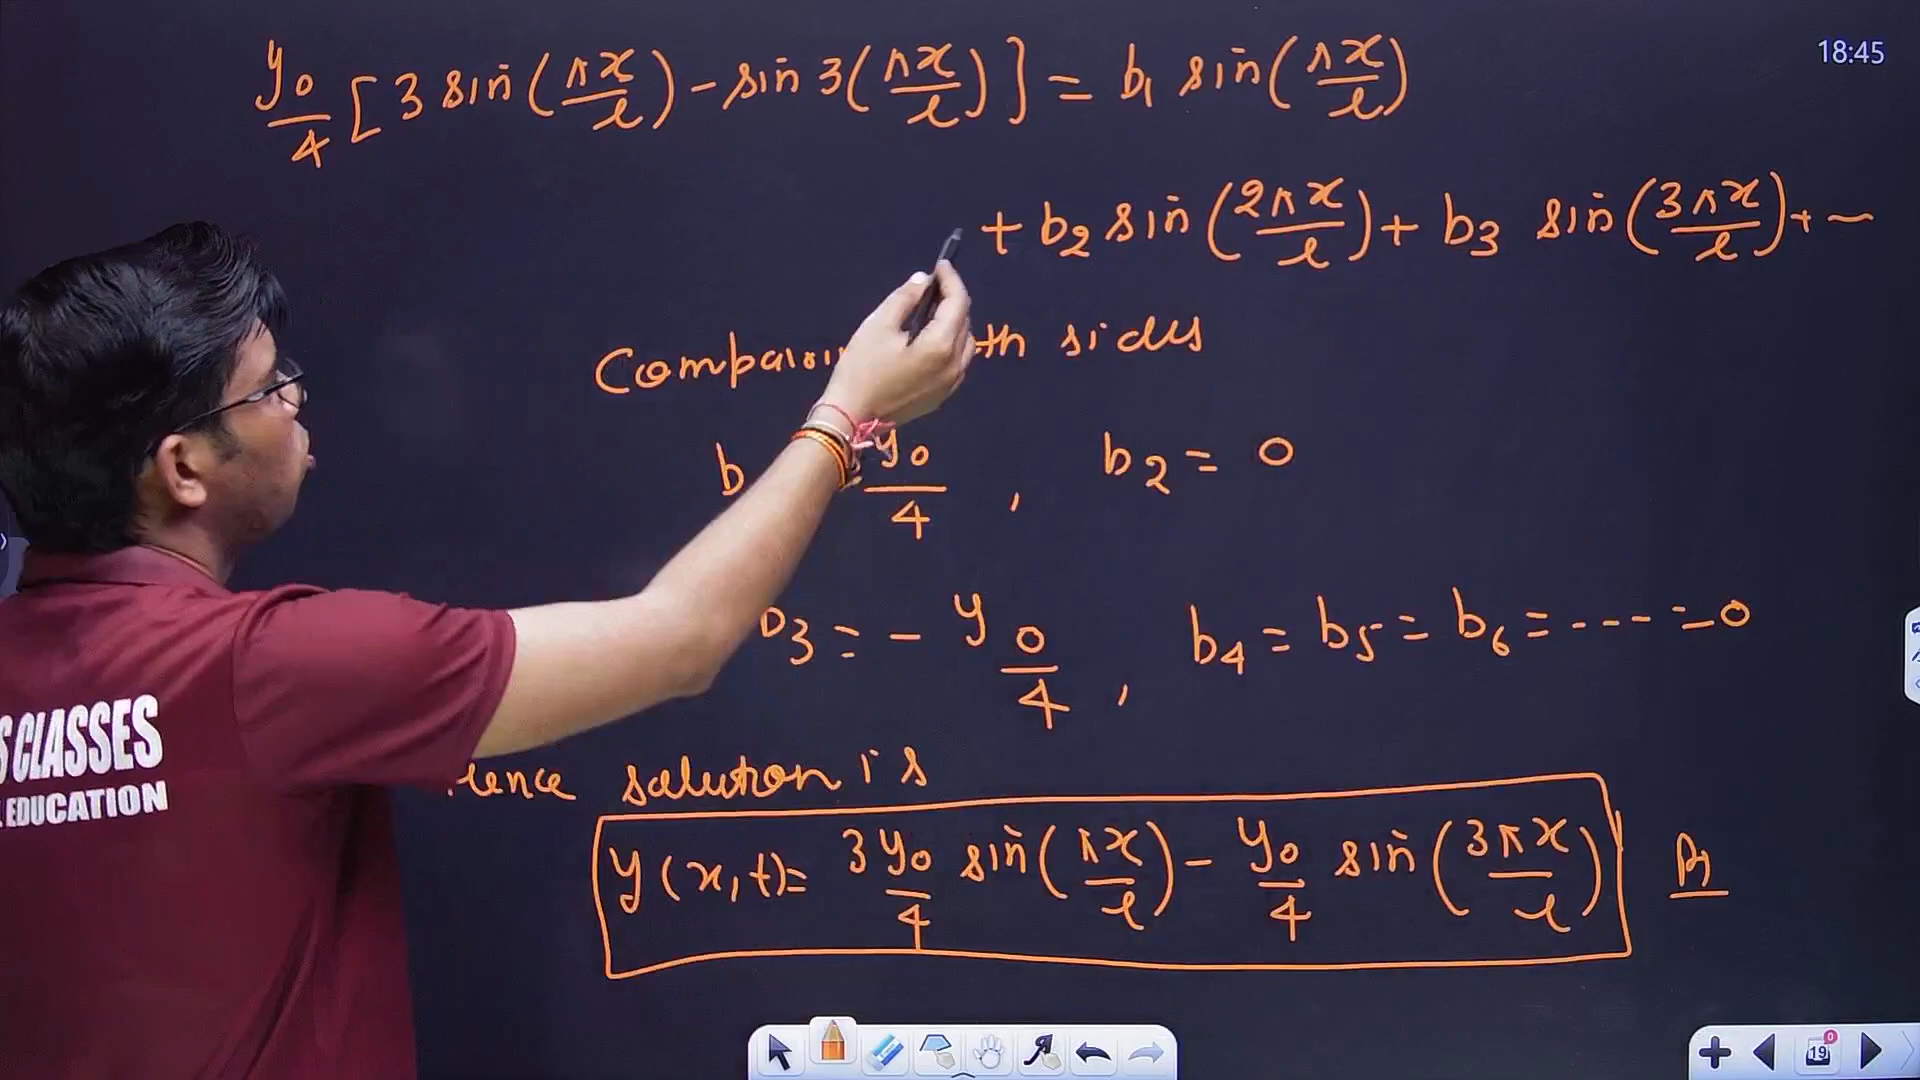 18:45
y₀/4 [3 sin(πx/l) - sin 3(πx/l)] = b₁ sin(πx/l)
+ b₂ sin(2πx/l) + b₃ sin(3πx/l) + --
sides
b y₀/4 , b₂ = 0
₃ = - y₀/4 , b₄ = b₅ = b₆ = ---- = 0
solution is
y(x,t) = 3y₀/4 sin(πx/l) - y₀/4 sin(3πx/l)
S CLASSES
EDUCATION
19
0